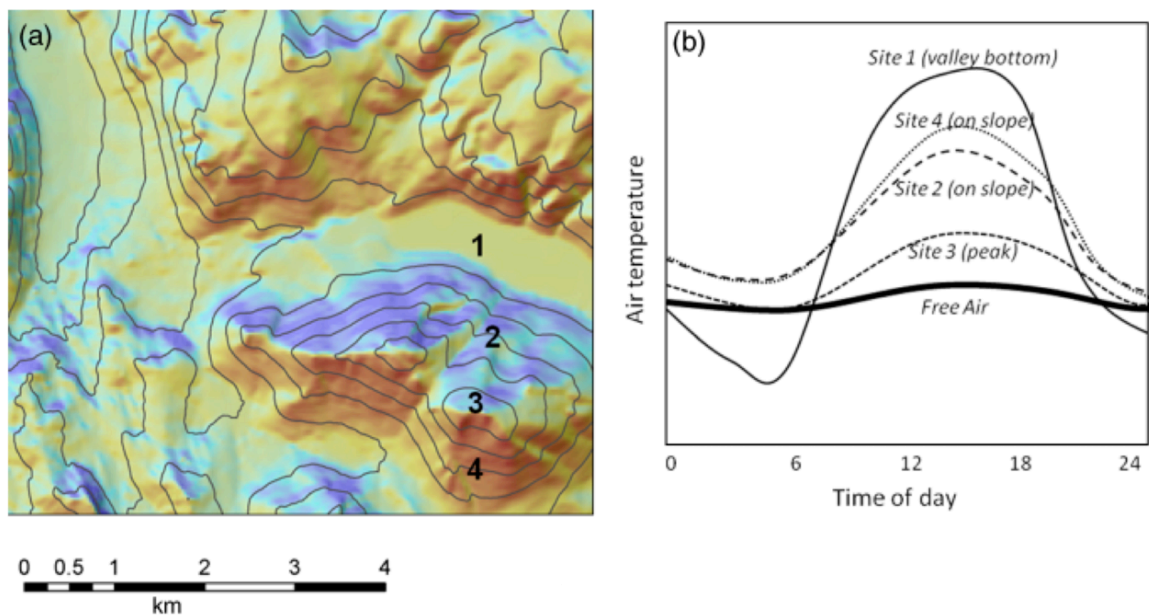 (a)
1
2
3
4
0 0.5 1 2 3 4
km
(b)
Site 1 (valley bottom)
Site 4 (on slope)
Site 2 (on slope)
Site 3 (peak)
Free Air
Air temperature
0 6 12 18 24
Time of day